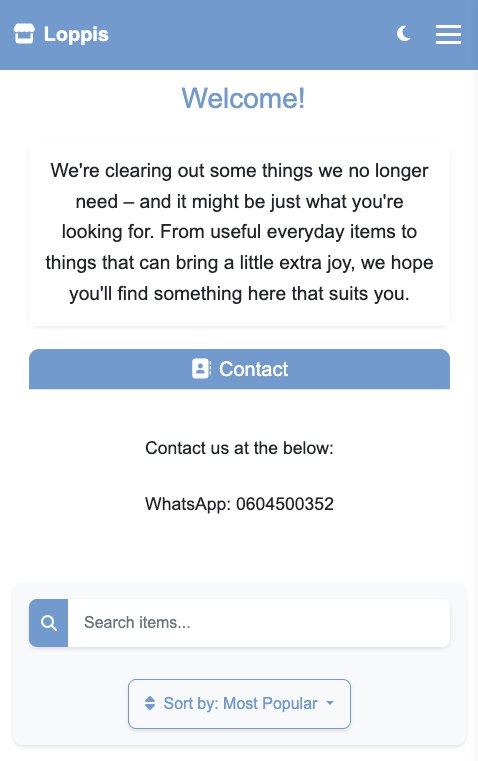 Loppis
Welcome!
We're clearing out some things we no longer
need – and it might be just what you're
looking for. From useful everyday items to
things that can bring a little extra joy, we hope
you'll find something here that suits you.
Contact
Contact us at the below:
WhatsApp: 0604500352
Search items...
Sort by: Most Popular